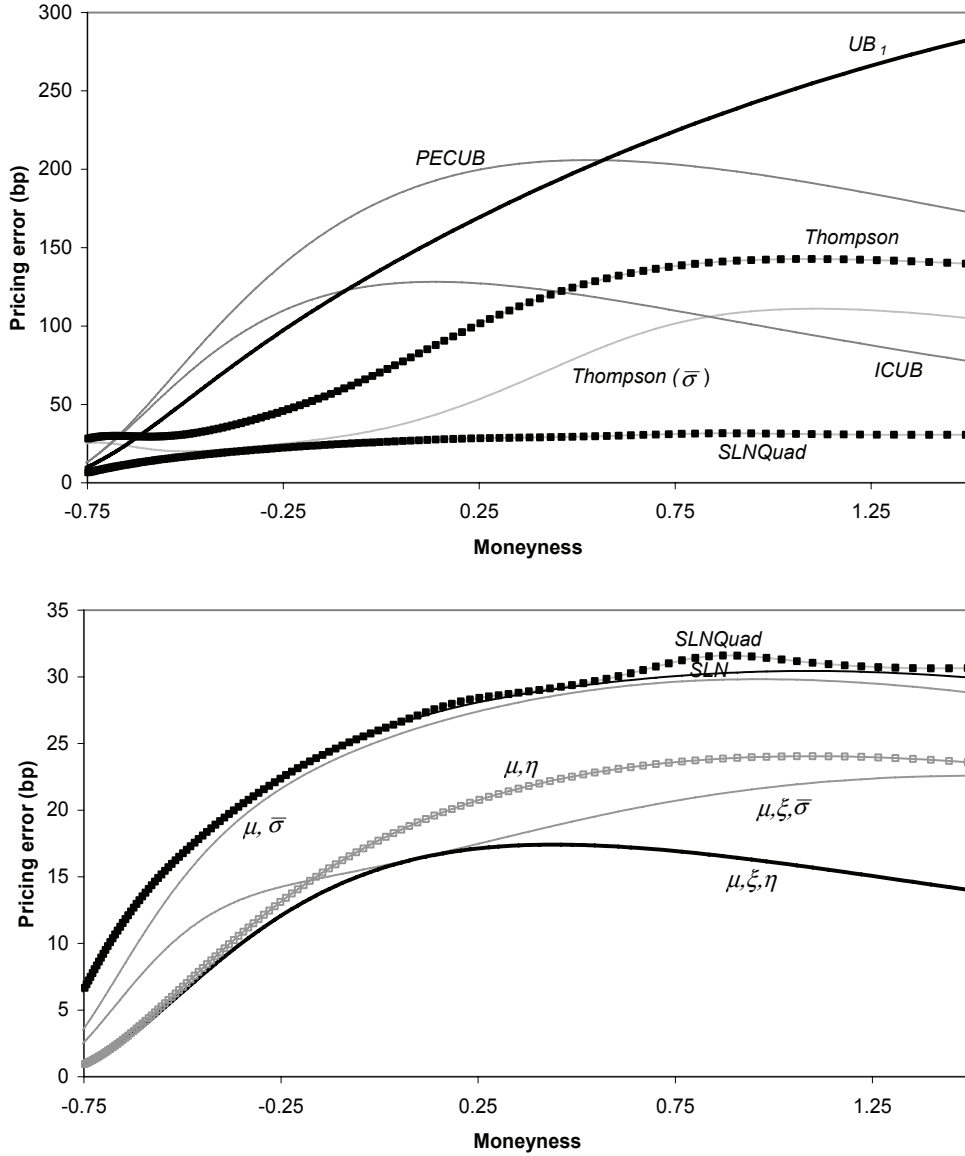 300
250
200
150
100
50
0
Pricing error (bp)
UB 1
PECUB
Thompson
Thompson ( σ̅ )
ICUB
SLNQuad
-0.75
-0.25
0.25
0.75
1.25
Moneyness
35
30
25
20
15
10
5
0
Pricing error (bp)
SLNQuad
SLN
μ,η
μ, σ̅
μ,ξ,σ̅
μ,ξ,η
-0.75
-0.25
0.25
0.75
1.25
Moneyness